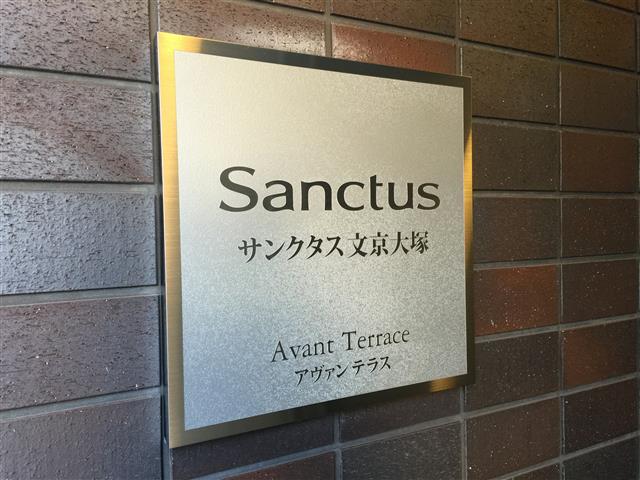 Sanctus
サンクタス文京大塚
Avant Terrace
アヴァンテラス